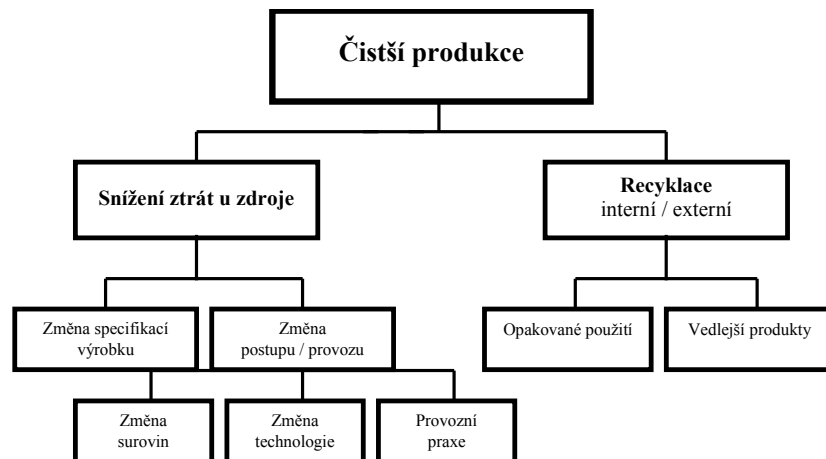 Čistší produkce
Snížení ztrát u zdroje
Recyklace
interní / externí
Změna specifikací
výrobku
Změna
postupu / provozu
Opakované použití
Vedlejší produkty
Změna
surovin
Změna
technologie
Provozní
praxe